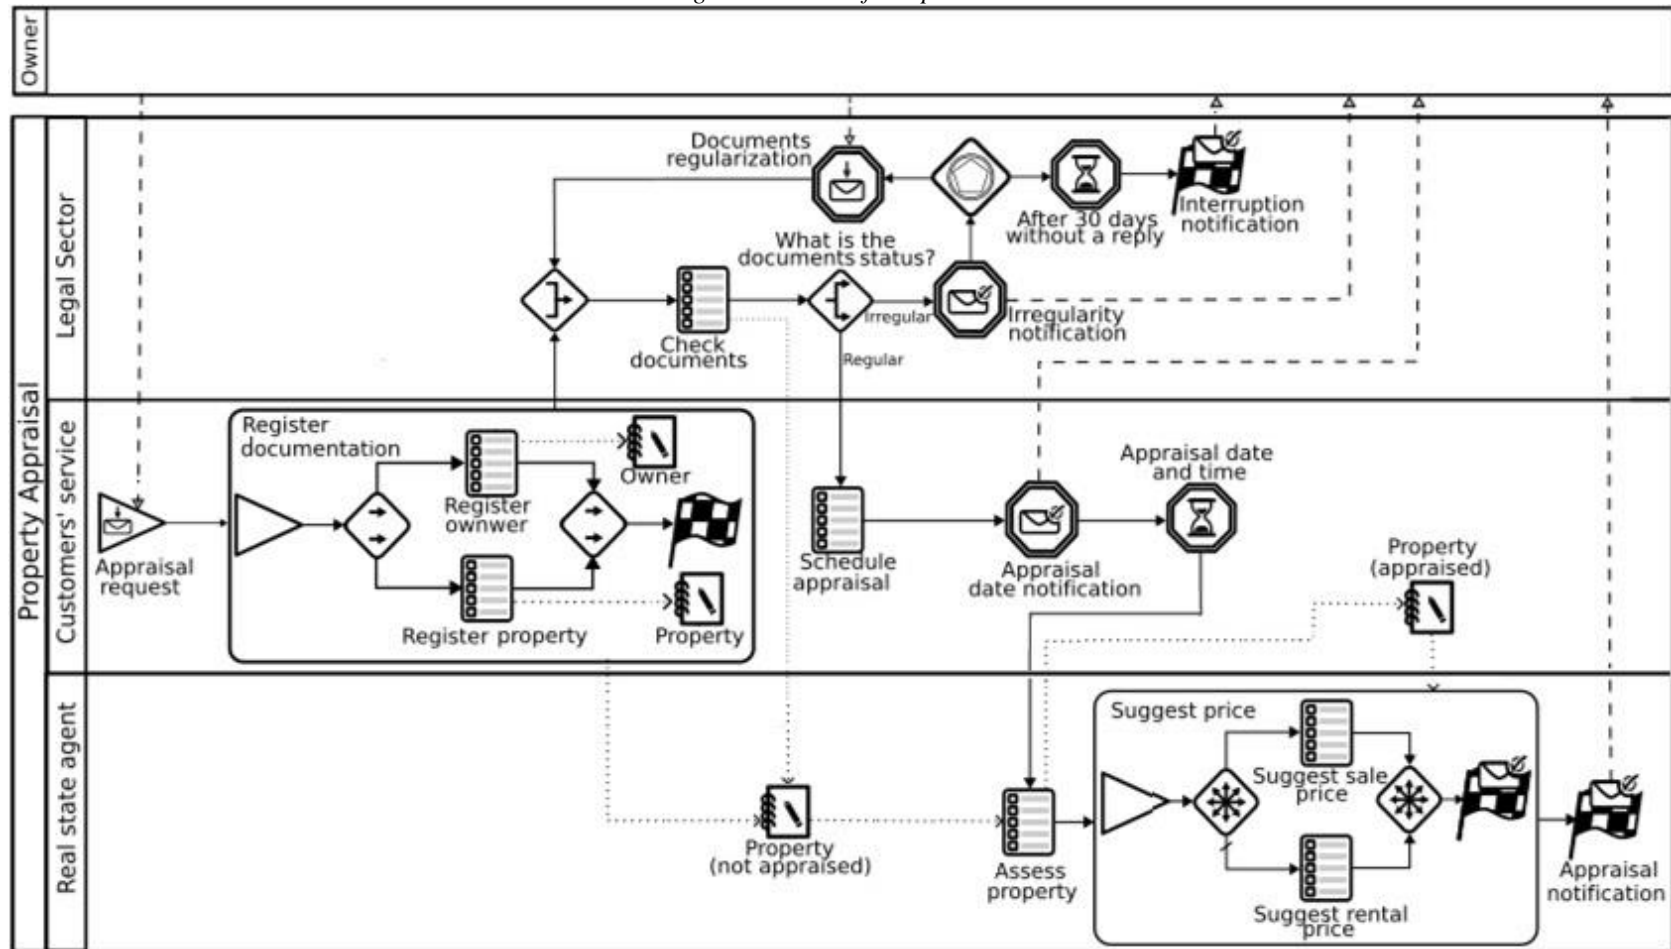 Owner
Property Appraisal
Legal Sector
Documents
regularization
What is the
documents status?
After 30 days
without a reply
Interruption
notification
Irregular
Irregularity
notification
Check
documents
Regular
Customers' service
Appraisal
request
Register
documentation
Register
ownwer
Owner
Register property
Property
Schedule
appraisal
Appraisal
date notification
Appraisal date
and time
Property
(appraised)
Real state agent
Property
(not appraised)
Assess
property
Suggest price
Suggest sale
price
Suggest rental
price
Appraisal
notification